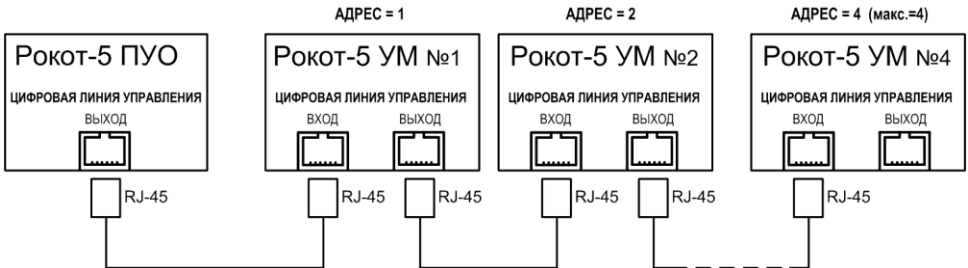 АДРЕС = 1
АДРЕС = 2
АДРЕС = 4 (макс.=4)
Рокот-5 ПУО
Рокот-5 УМ №1
Рокот-5 УМ №2
Рокот-5 УМ №4
ЦИФРОВАЯ ЛИНИЯ УПРАВЛЕНИЯ
ЦИФРОВАЯ ЛИНИЯ УПРАВЛЕНИЯ
ЦИФРОВАЯ ЛИНИЯ УПРАВЛЕНИЯ
ЦИФРОВАЯ ЛИНИЯ УПРАВЛЕНИЯ
ВЫХОД
ВХОД
ВЫХОД
ВХОД
ВЫХОД
ВХОД
ВЫХОД
RJ-45
RJ-45
RJ-45
RJ-45
RJ-45
RJ-45